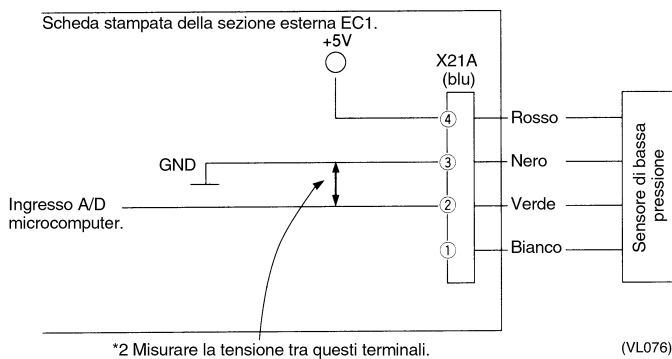 Scheda stampata della sezione esterna EC1.
+5V
X21A
(blu)
4 Rosso
GND 3 Nero
Ingresso A/D
microcomputer.
2 Verde
1 Bianco
Sensore di bassa
pressione
*2 Misurare la tensione tra questi terminali.
(VL076)